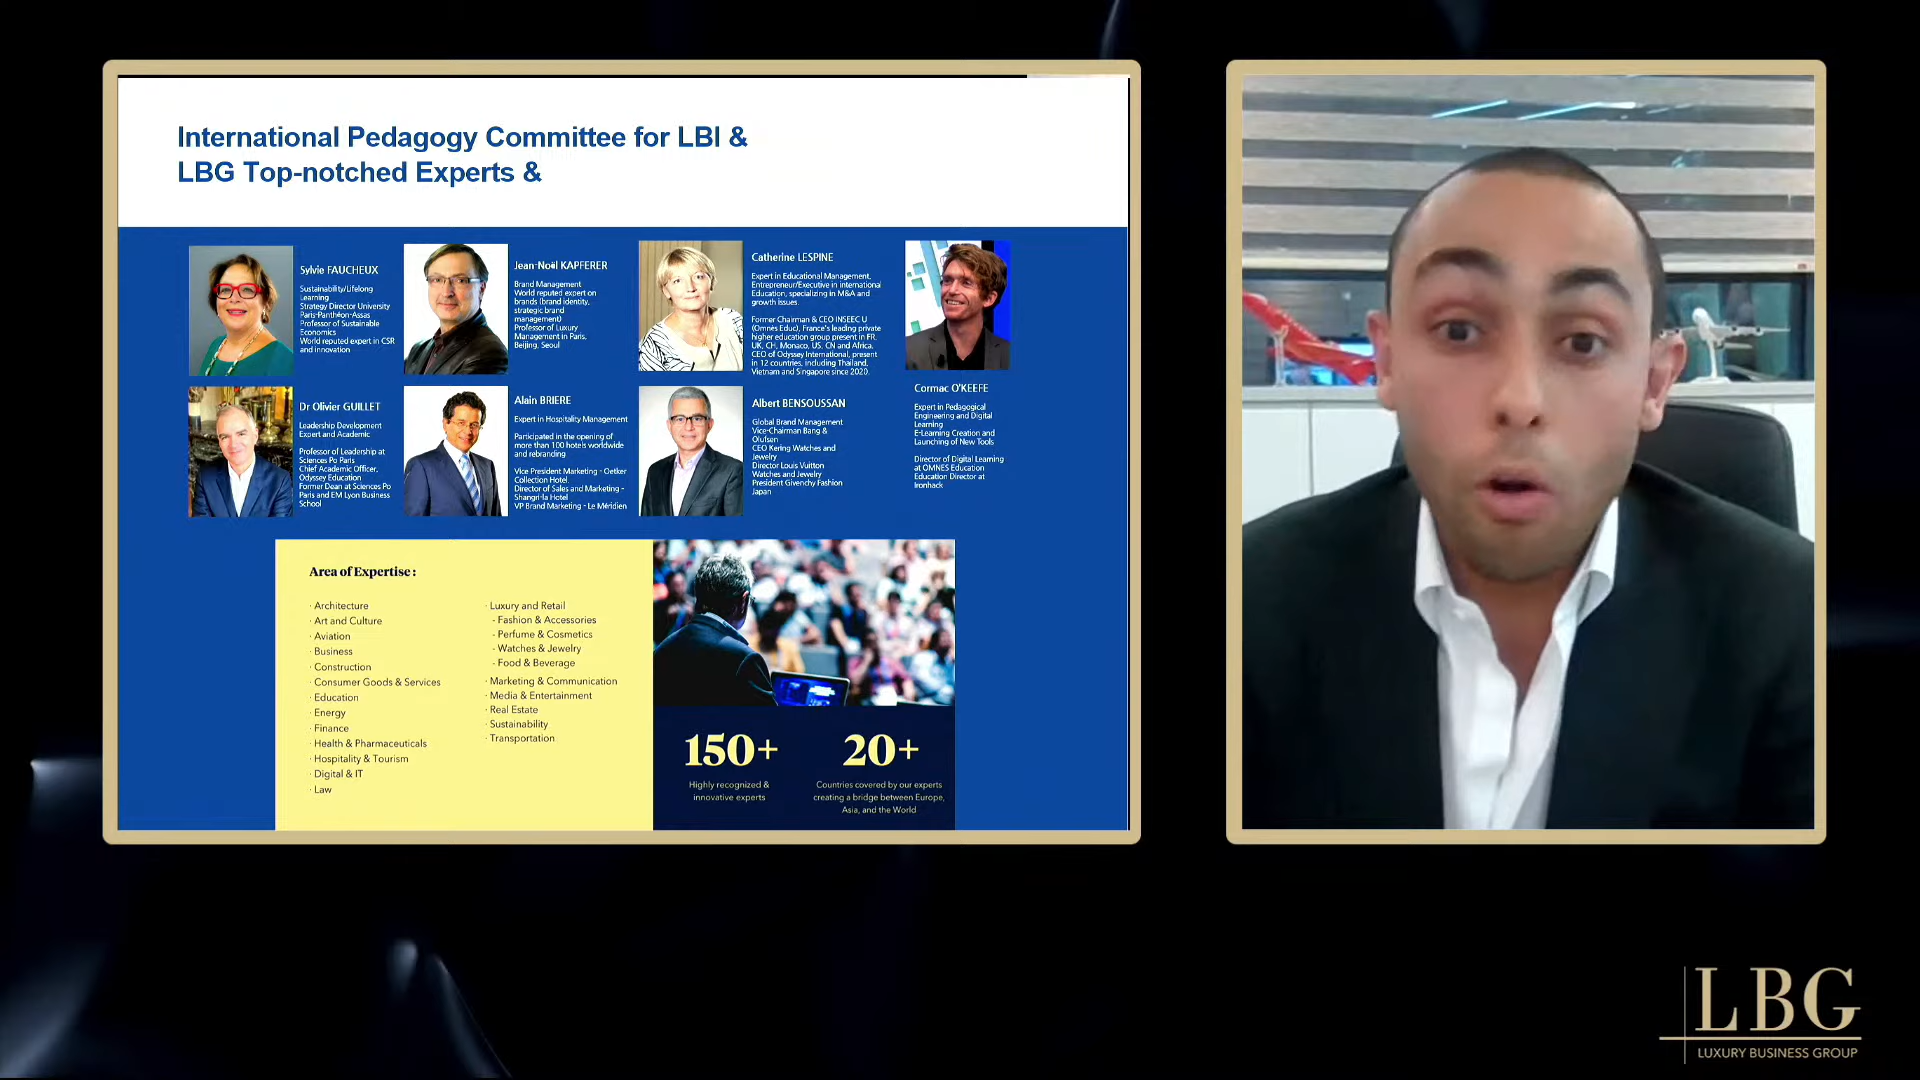 International Pedagogy Committee for LBI &
LBG Top-notched Experts &
Sylvie FAUCHEUX
Sustainability/Lifelong
Learning
Strategy Director University
Paris-Panthéon-Assas
Professor of Sustainable
Economics
World reputed expert in CSR
and innovation
Jean-Noël KAPFERER
Brand Management
World reputed expert on
brands (brand identity,
strategic brand
management)
Professor of Luxury
Management in Paris,
Beijing, Seoul
Catherine LESPINE
Expert in Educational Management,
Entrepreneur/Executive in international
Education, specializing in M&A and
growth issues.
Former Chairman & CEO INSEEC U
(Omnes Educ), France's leading private
higher education group present in FR,
UK, CH, Monaco, US, CN and Africa.
CEO of Odyssey International, present
in 12 countries, including Thailand,
Vietnam and Singapore since 2020.
Cormac O'KEEFE
Expert in Pedagogical
Engineering and Digital
Learning
E-Learning Creation and
Launching of New Tools
Director of Digital Learning
at OMNES Education
Education Director at
Ironhack
Dr Olivier GUILLET
Leadership Development
Expert and Academic
Professor of Leadership at
Sciences Po Paris
Chief Academic Officer,
Odyssey Education
Former Dean at Sciences Po
Paris and EM Lyon Business
School
Alain BRIERE
Expert in Hospitality Management
Participated in the opening of
more than 100 hotels worldwide
and rebranding
Vice President Marketing - Oetker
Collection Hotel.
Director of Sales and Marketing -
Shangri-la Hotel
VP Brand Marketing - Le Méridien
Albert BENSOUSSAN
Global Brand Management
Vice-Chairman Bang &
Olufsen
CEO Kering Watches and
Jewelry
Director Louis Vuitton
Watches and Jewelry
President Givenchy Fashion
Japan
Area of Expertise :
· Architecture
· Art and Culture
· Aviation
· Business
· Construction
· Consumer Goods & Services
· Education
· Energy
· Finance
· Health & Pharmaceuticals
· Hospitality & Tourism
· Digital & IT
· Law
· Luxury and Retail
- Fashion & Accessories
- Perfume & Cosmetics
- Watches & Jewelry
- Food & Beverage
· Marketing & Communication
· Media & Entertainment
· Real Estate
· Sustainability
· Transportation
150+
Highly recognized &
innovative experts
20+
Countries covered by our experts
creating a bridge between Europe,
Asia, and the World
LBG
LUXURY BUSINESS GROUP